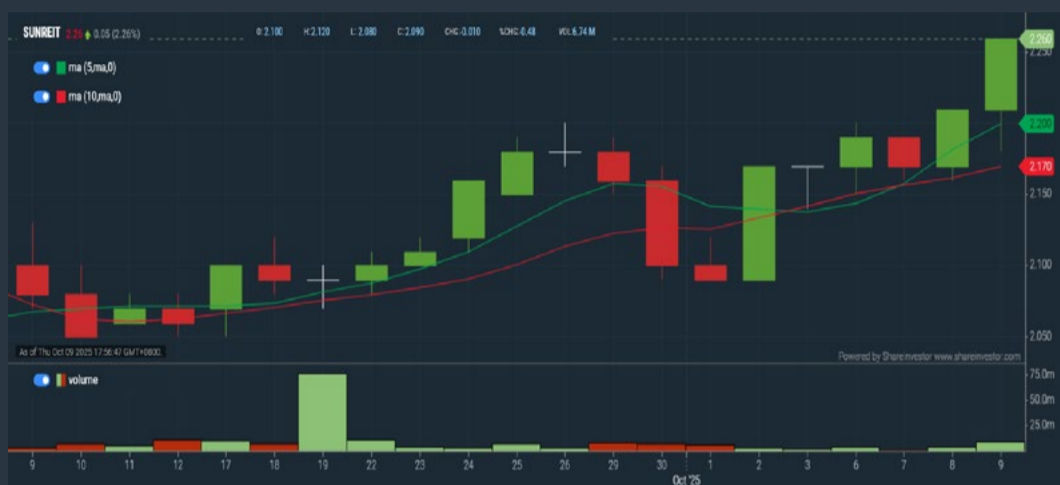 SUNREIT 2.26 0.05 (2.26%) O:2.100 H:2.120 L:2.080 C:2.090 CHG:-0.010 %CHG:-0.48 VOL:6.74 M
ma (5,ma,0)
ma (10,ma,0)
2.260
2.250
2.200
2.170
2.150
2.100
2.050
As of Thu Oct 09 2025 17:56:47 GMT+0800.
Powered by ShareInvestor www.shareinvestor.com
volume
75.0m
50.0m
25.0m
9 10 11 12 17 18 19 22 23 24 25 26 29 30 1 2 3 6 7 8 9
Oct '25